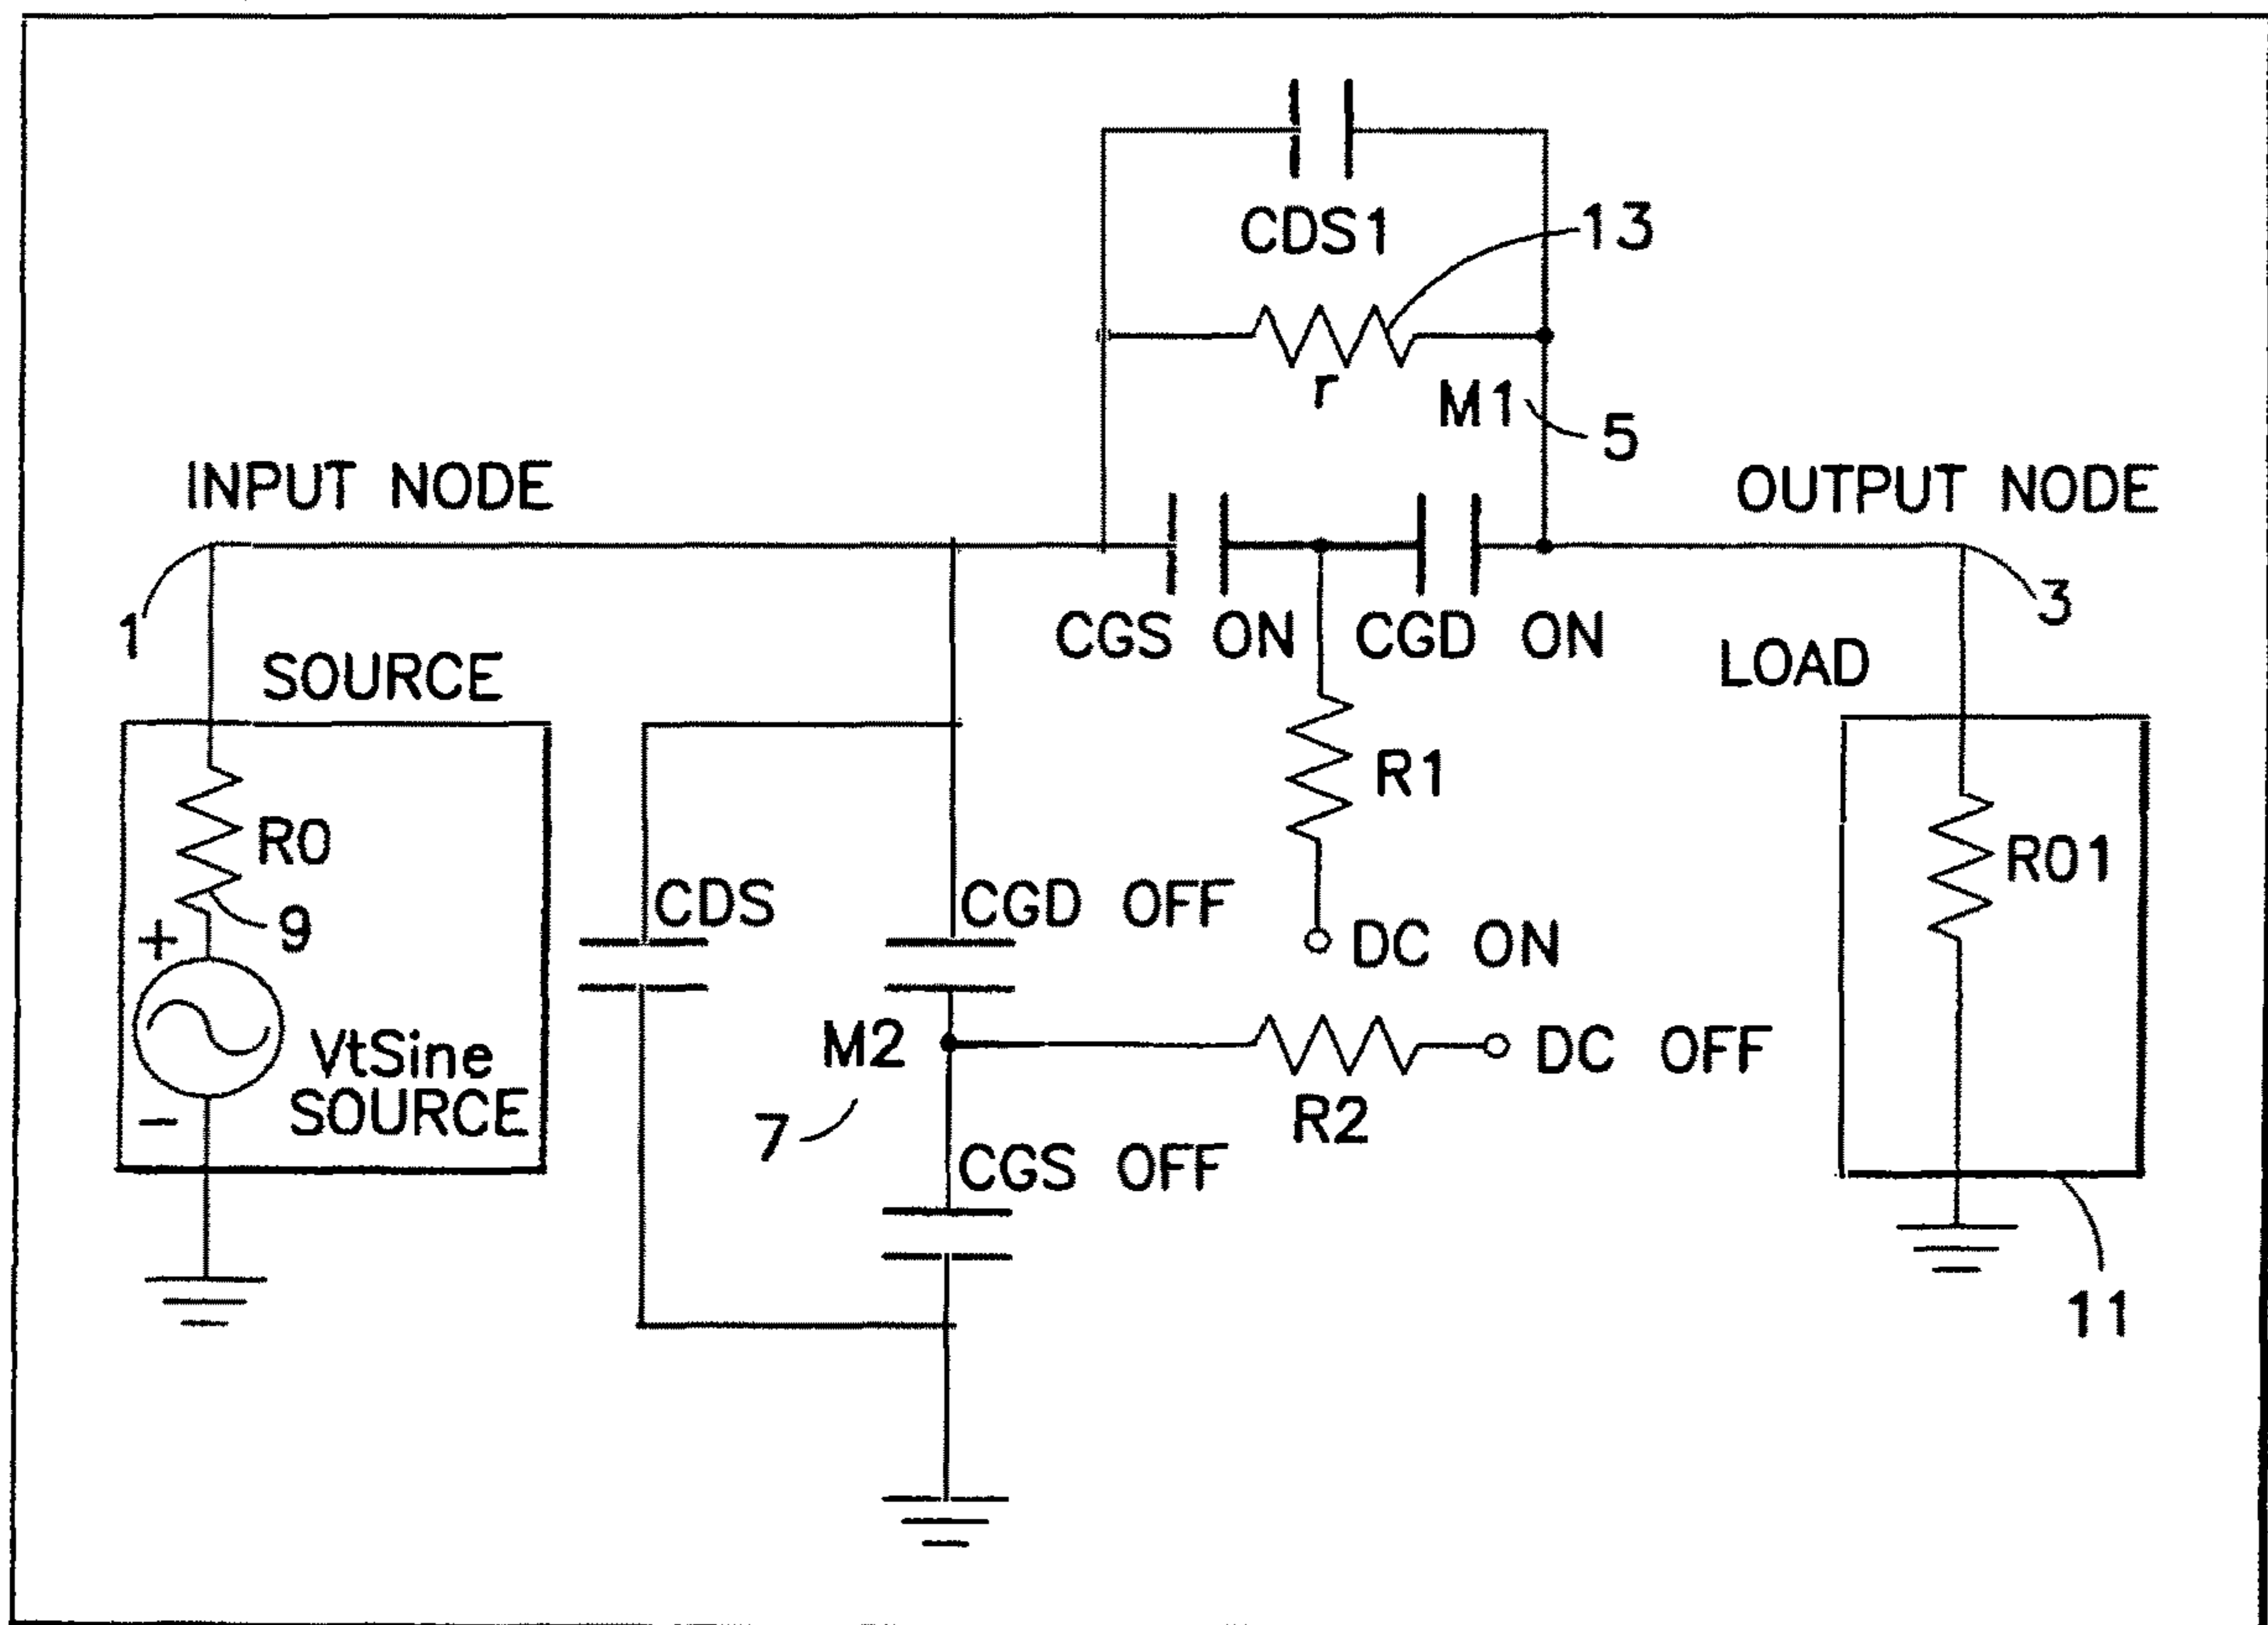 CDS1
13
r
M1
5
INPUT NODE
OUTPUT NODE
1
3
CGS ON
CGD ON
SOURCE
LOAD
R1
R0
R01
CDS
CGD OFF
9
+
DC ON
M2
DC OFF
VtSine
SOURCE
−
R2
7
CGS OFF
11